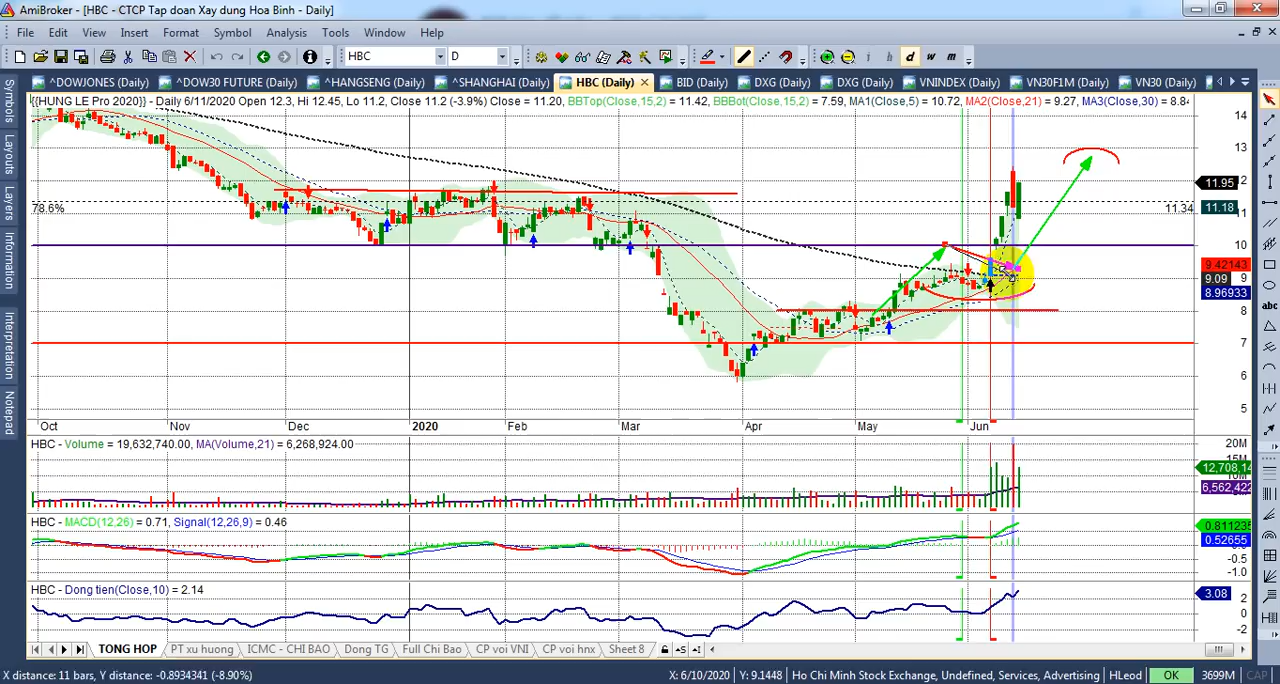 AmiBroker - [HBC - CTCP Tap doan Xay dung Hoa Binh - Daily]
File Edit View Insert Format Symbol Analysis Tools Window Help
HBC D i h d w m
^DOWJONES (Daily) ^DOW30 FUTURE (Daily) ^HANGSENG (Daily) ^SHANGHAI (Daily) HBC (Daily) BID (Daily) DXG (Daily) DXG (Daily) VNINDEX (Daily) VN30F1M (Daily) VN30 (Daily)
{{HUNG LE Pro 2020}} - Daily 6/11/2020 Open 12.3, Hi 12.45, Lo 11.2, Close 11.2 (-3.9%) Close = 11.20, BBTop(Close,15,2) = 11.42, BBBot(Close,15,2) = 7.59, MA1(Close,5) = 10.72, MA2(Close,21) = 9.27, MA3(Close,30) = 8.84
Symbols
Layouts
Layers
Information
Interpretation
Notepad
14
13
11.95
78.6%
11.34
11.18
11
10
9.42143
9.09
9
8.96933
8
7
6
5
abc
Oct Nov Dec 2020 Feb Mar Apr May Jun
HBC - Volume = 19,632,740.00, MA(Volume,21) = 6,268,924.00
20M
12,708,14
6,562,422
HBC - MACD(12,26) = 0.71, Signal(12,26,9) = 0.46
0.811235
0.52655
-0.5
-1.0
HBC - Dong tien(Close,10) = 2.14
3.08
2
0
-2
TONG HOP PT xu huong ICMC - CHI BAO Dong TG Full Chi Bao CP voi VNI CP voi hnx Sheet 8
X distance: 11 bars, Y distance: -0.8934341 (-8.90%) X: 6/10/2020 Y: 9.1448 Ho Chi Minh Stock Exchange, Undefined, Services, Advertising HLeod OK 3699M CAP